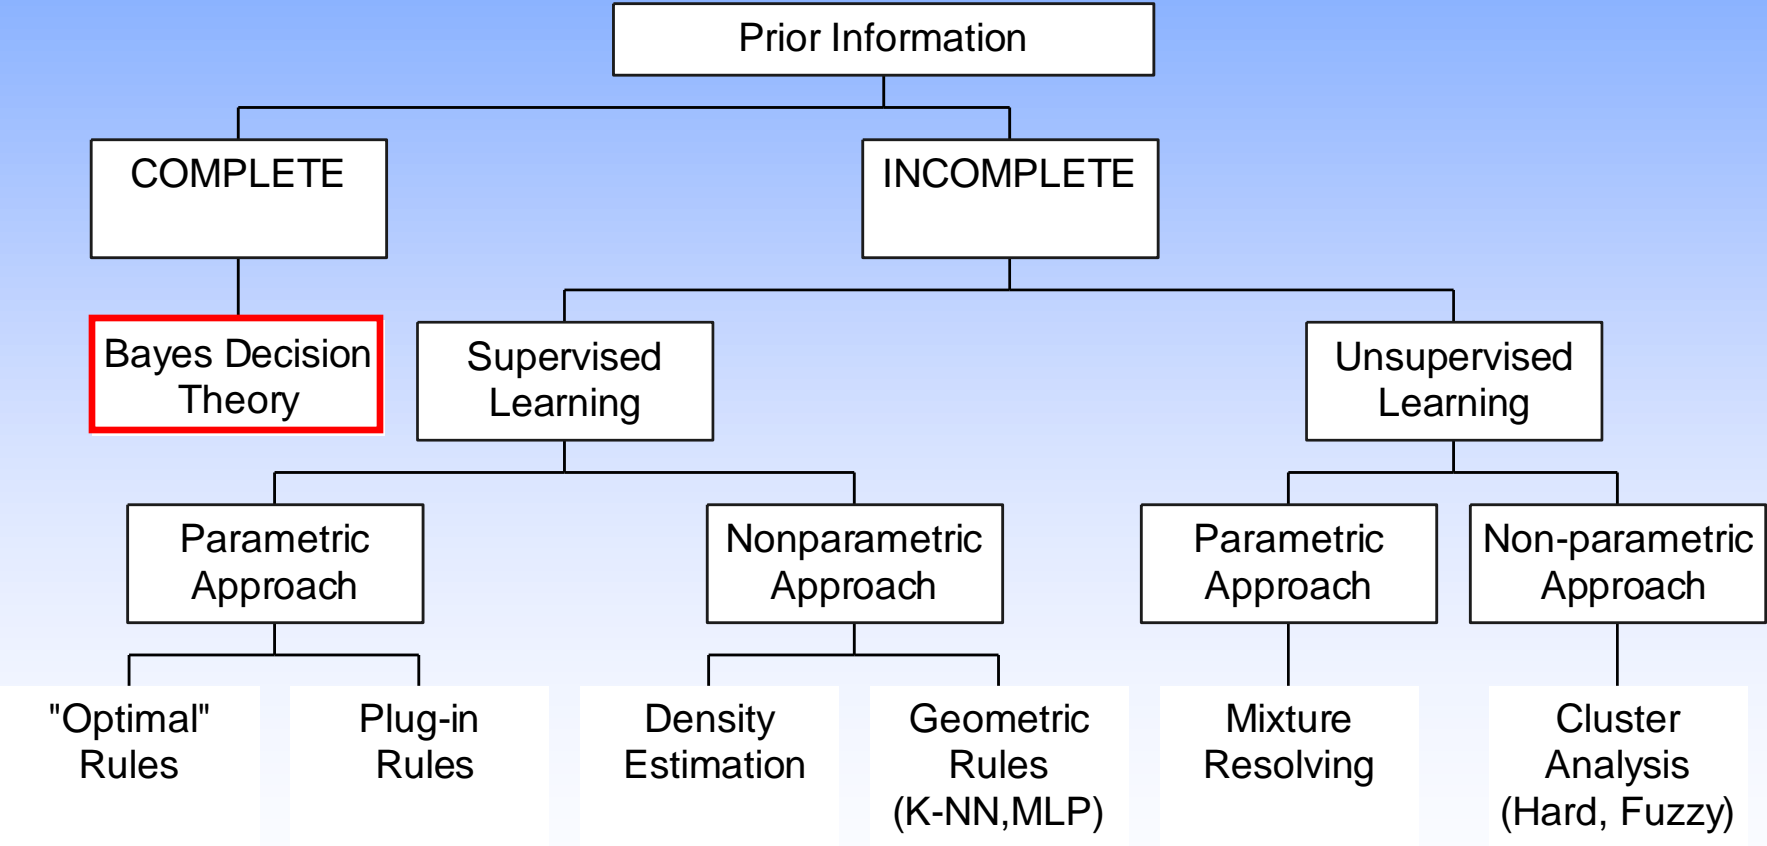 Prior Information
COMPLETE
INCOMPLETE
Bayes Decision
Theory
Supervised
Learning
Unsupervised
Learning
Parametric
Approach
Nonparametric
Approach
Parametric
Approach
Non-parametric
Approach
"Optimal"
Rules
Plug-in
Rules
Density
Estimation
Geometric
Rules
(K-NN,MLP)
Mixture
Resolving
Cluster
Analysis
(Hard, Fuzzy)